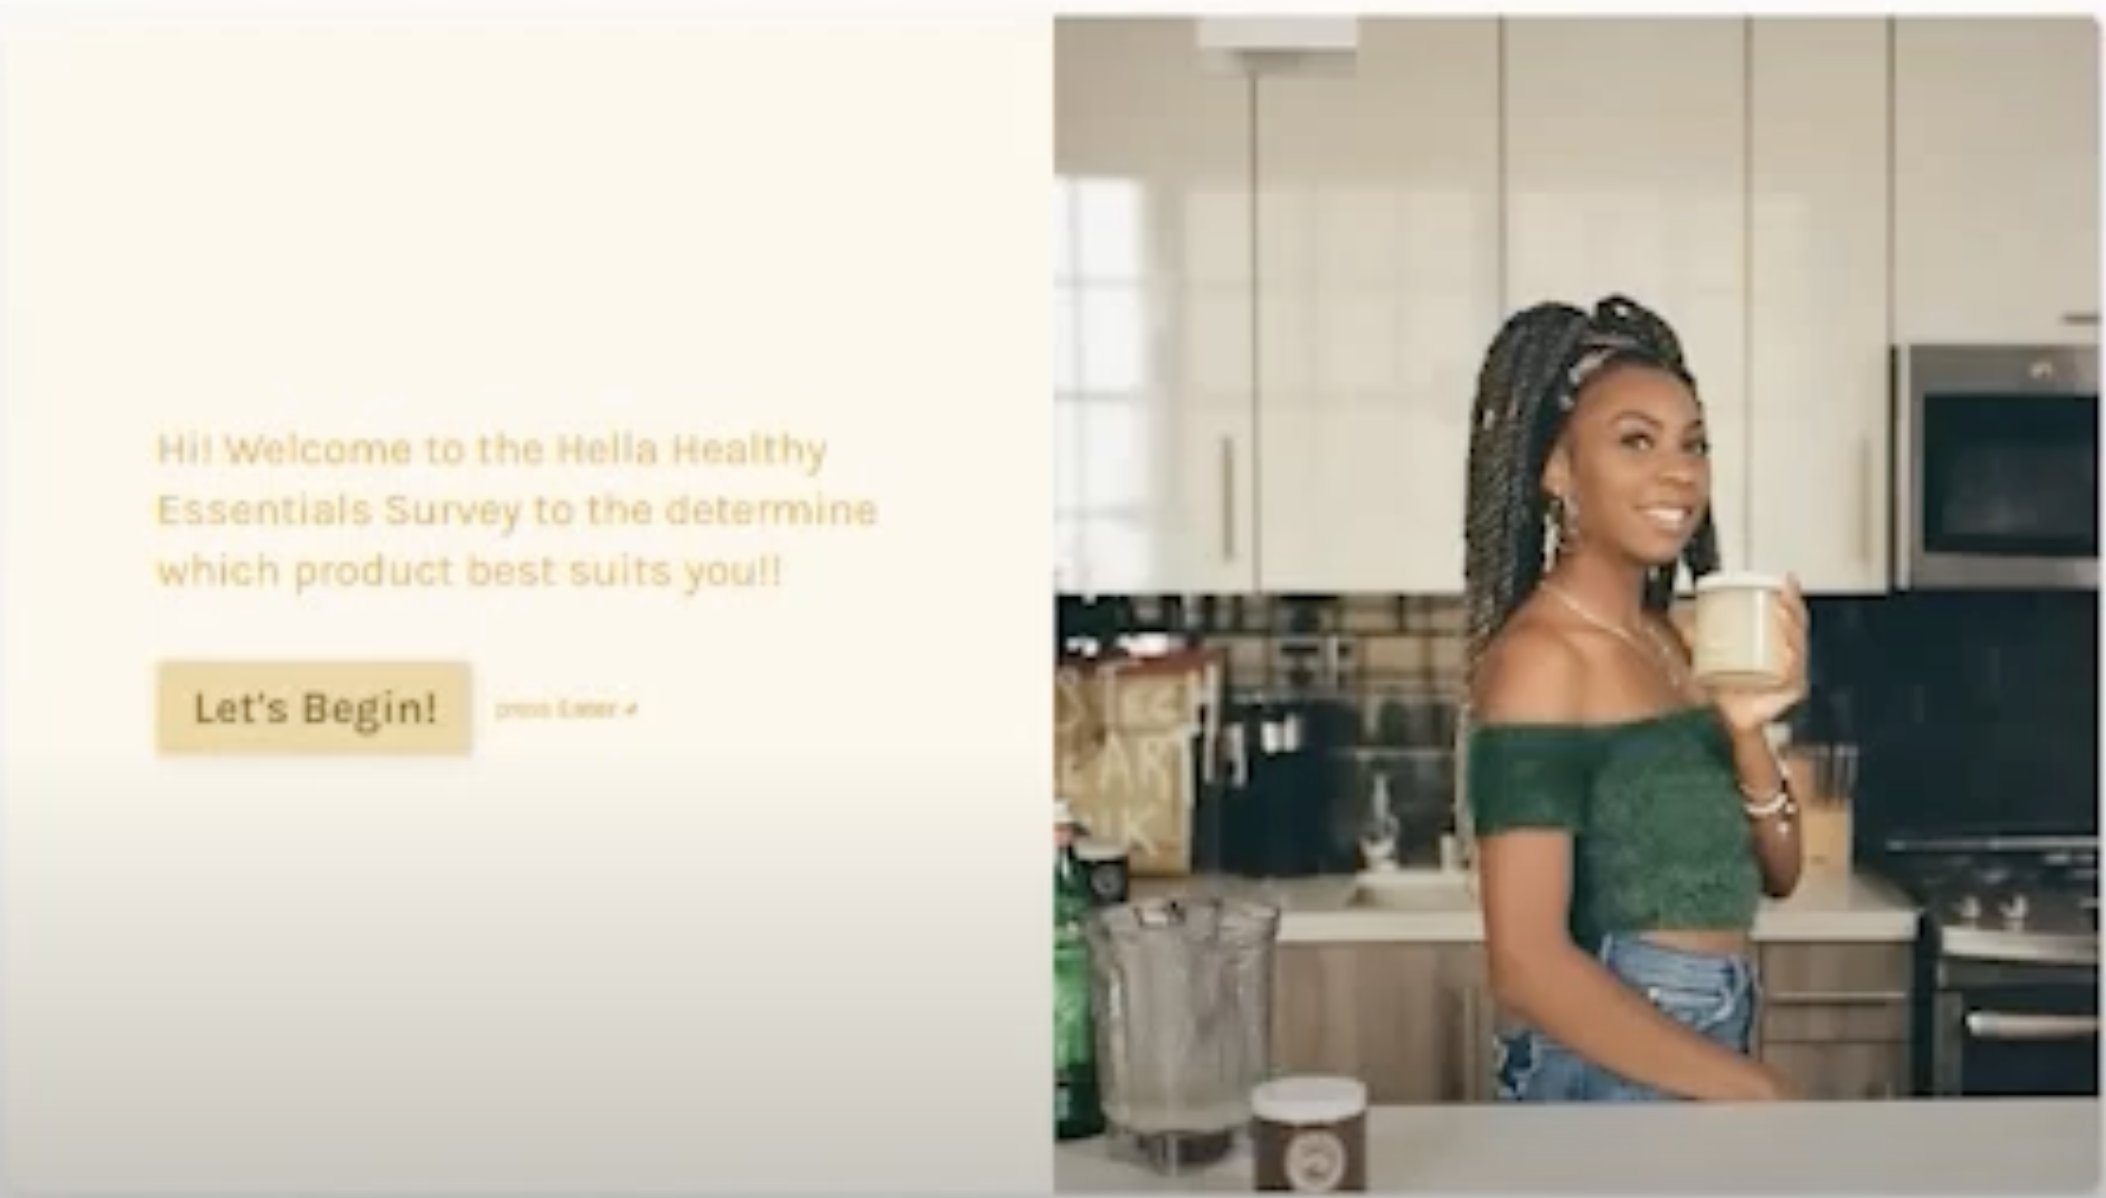 Hi! Welcome to the Hella Healthy
Essentials Survey to the determine
which product best suits you!!
Let's Begin!
press Enter